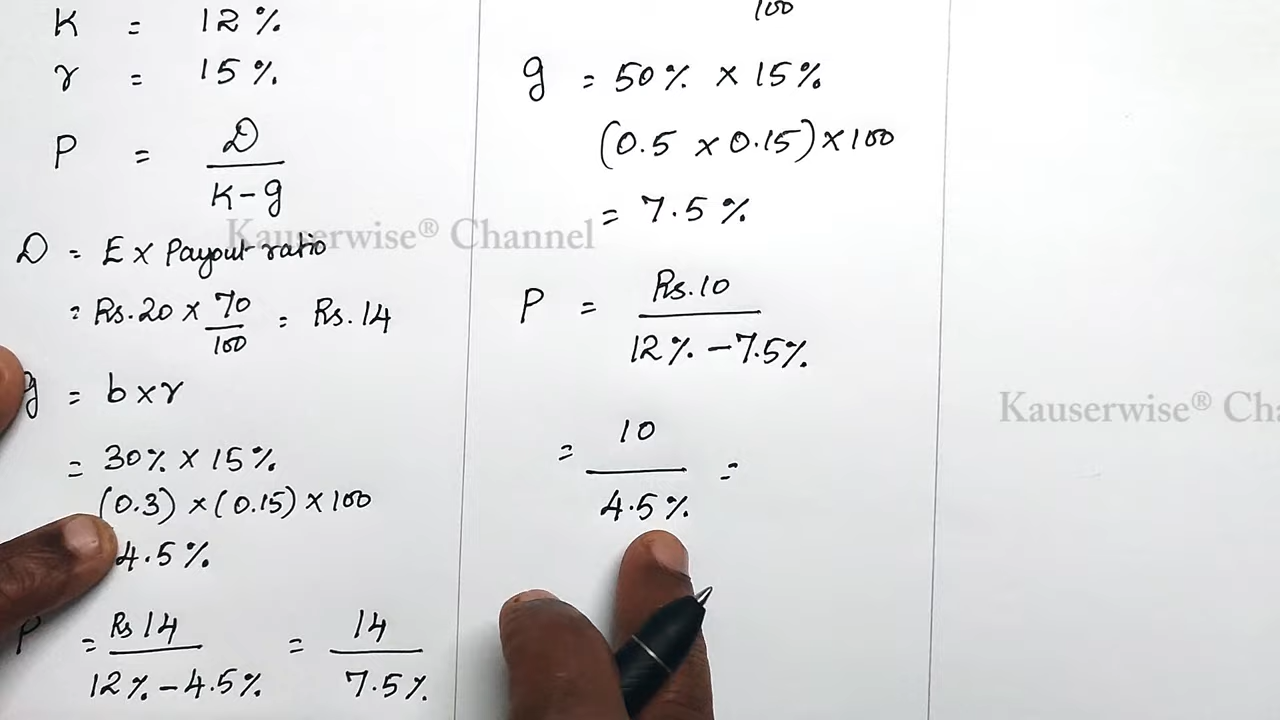 K = 12%
r = 15%
P = D
K-g
D = E x Payout ratio
= Rs.20 x 70 = Rs.14
100
g = b x r
= 30% x 15%
(0.3) x (0.15) x 100
4.5%
P = Rs 14 = 14
12% - 4.5% 7.5%
100
g = 50% x 15%
(0.5 x 0.15) x 100
= 7.5%
P = Rs.10
12% - 7.5%
= 10 =
4.5%
Kauserwise® Channel
Kauserwise® Cha